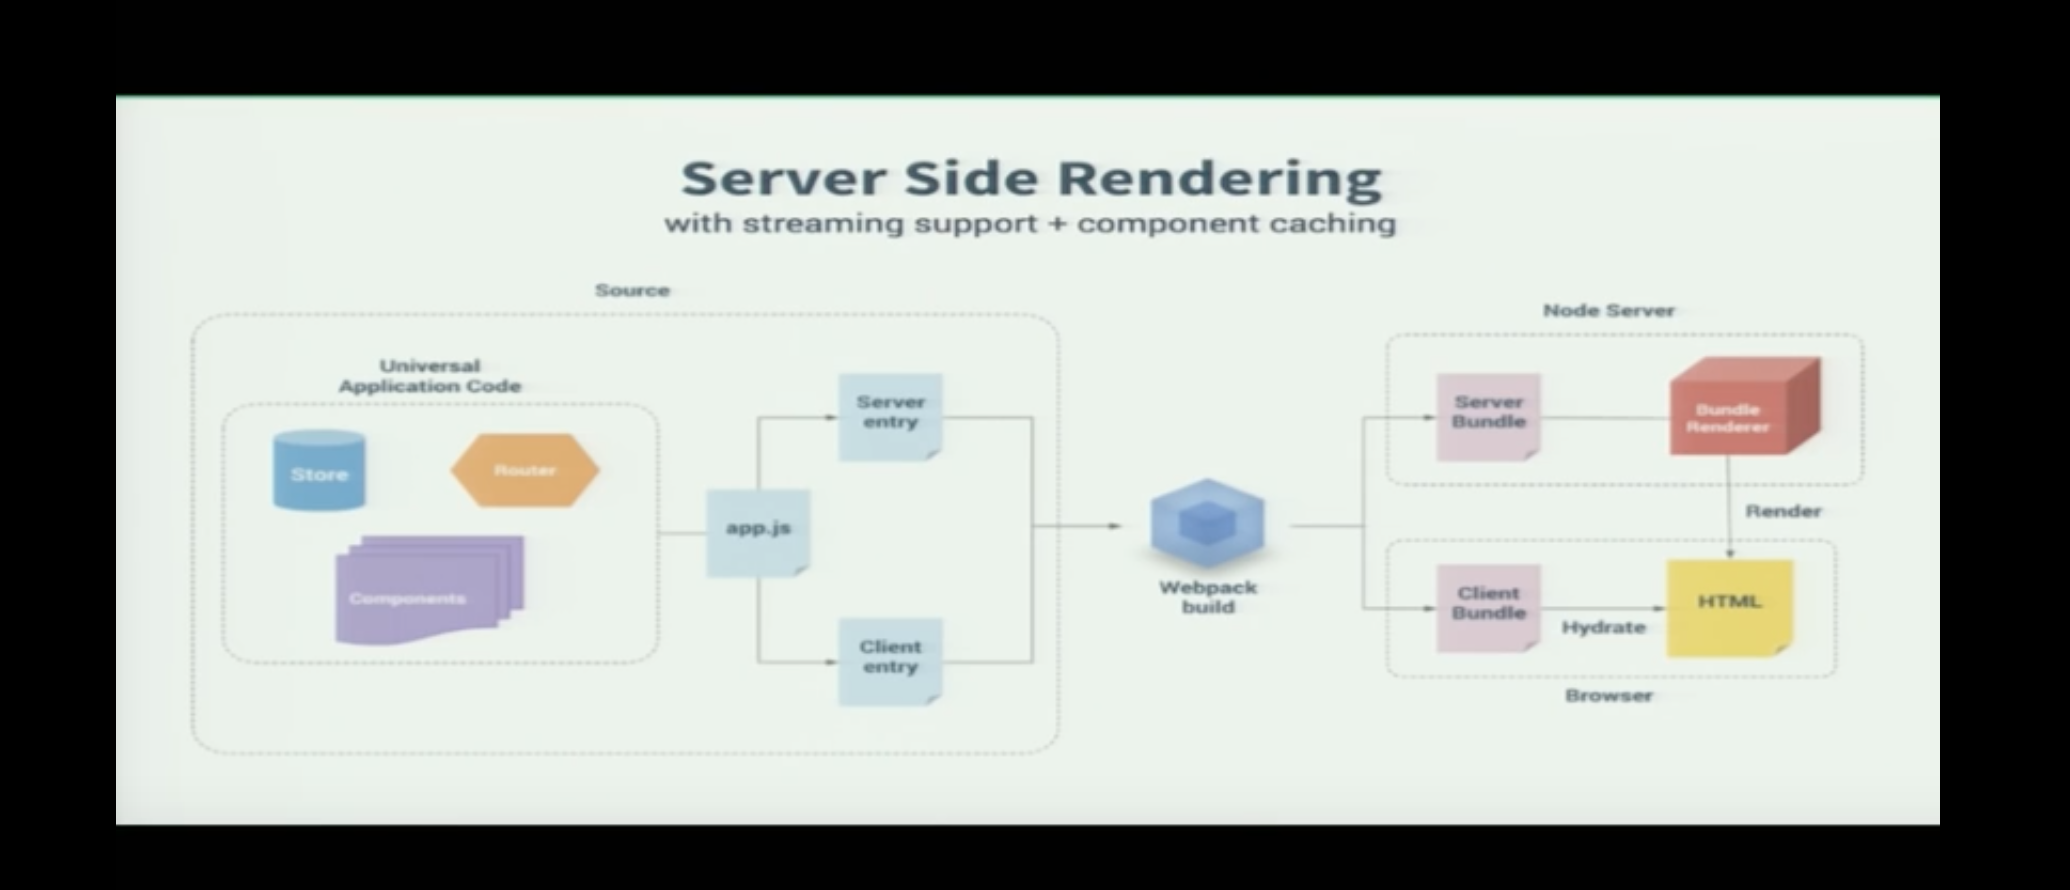 Server Side Rendering
with streaming support + component caching
Source
Universal
Application Code
Store
Router
Components
app.js
Server
entry
Client
entry
Webpack
build
Node Server
Server
Bundle
Bundle
Renderer
Render
Client
Bundle
Hydrate
HTML
Browser